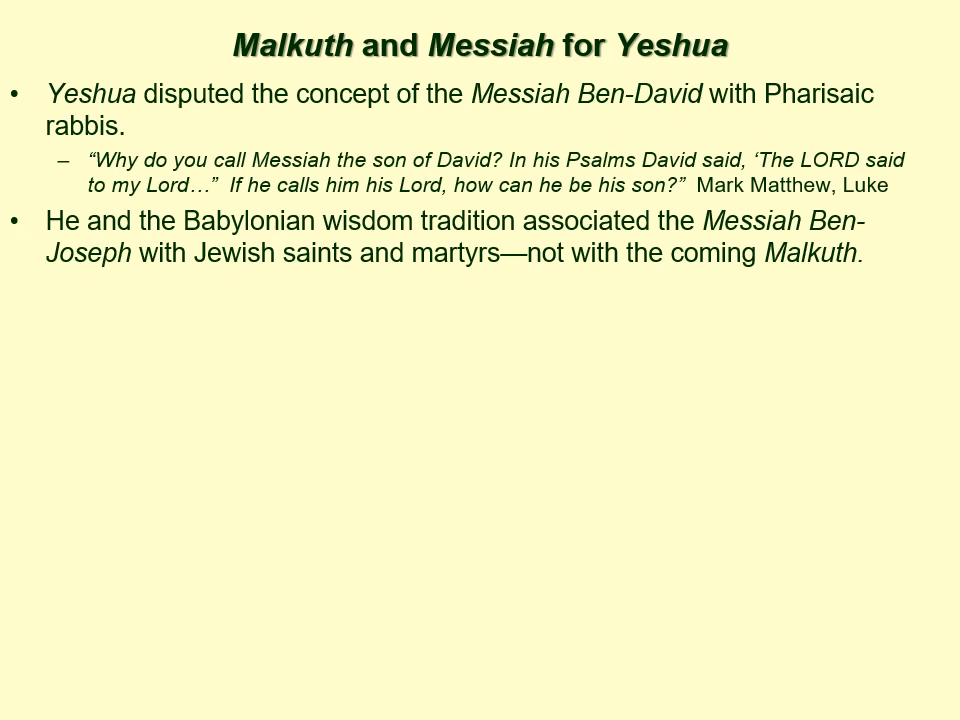 Malkuth and Messiah for Yeshua
• Yeshua disputed the concept of the Messiah Ben-David with Pharisaic
rabbis.
– “Why do you call Messiah the son of David? In his Psalms David said, ‘The LORD said
to my Lord…” If he calls him his Lord, how can he be his son?” Mark Matthew, Luke
• He and the Babylonian wisdom tradition associated the Messiah Ben-
Joseph with Jewish saints and martyrs—not with the coming Malkuth.